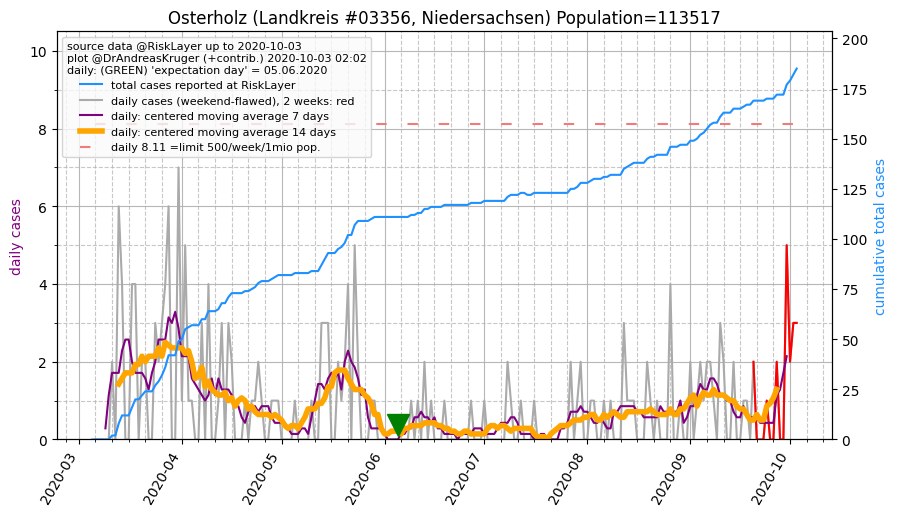 Osterholz (Landkreis #03356, Niedersachsen) Population=113517
source data @RiskLayer up to 2020-10-03
plot @DrAndreasKruger (+contrib.) 2020-10-03 02:02
daily: (GREEN) 'expectation day' = 05.06.2020
total cases reported at RiskLayer
daily cases (weekend-flawed), 2 weeks: red
daily: centered moving average 7 days
daily: centered moving average 14 days
daily 8.11 =limit 500/week/1mio pop.
daily cases
10
8
6
4
2
0
cumulative total cases
200
175
150
125
100
75
50
25
0
2020-03
2020-04
2020-05
2020-06
2020-07
2020-08
2020-09
2020-10